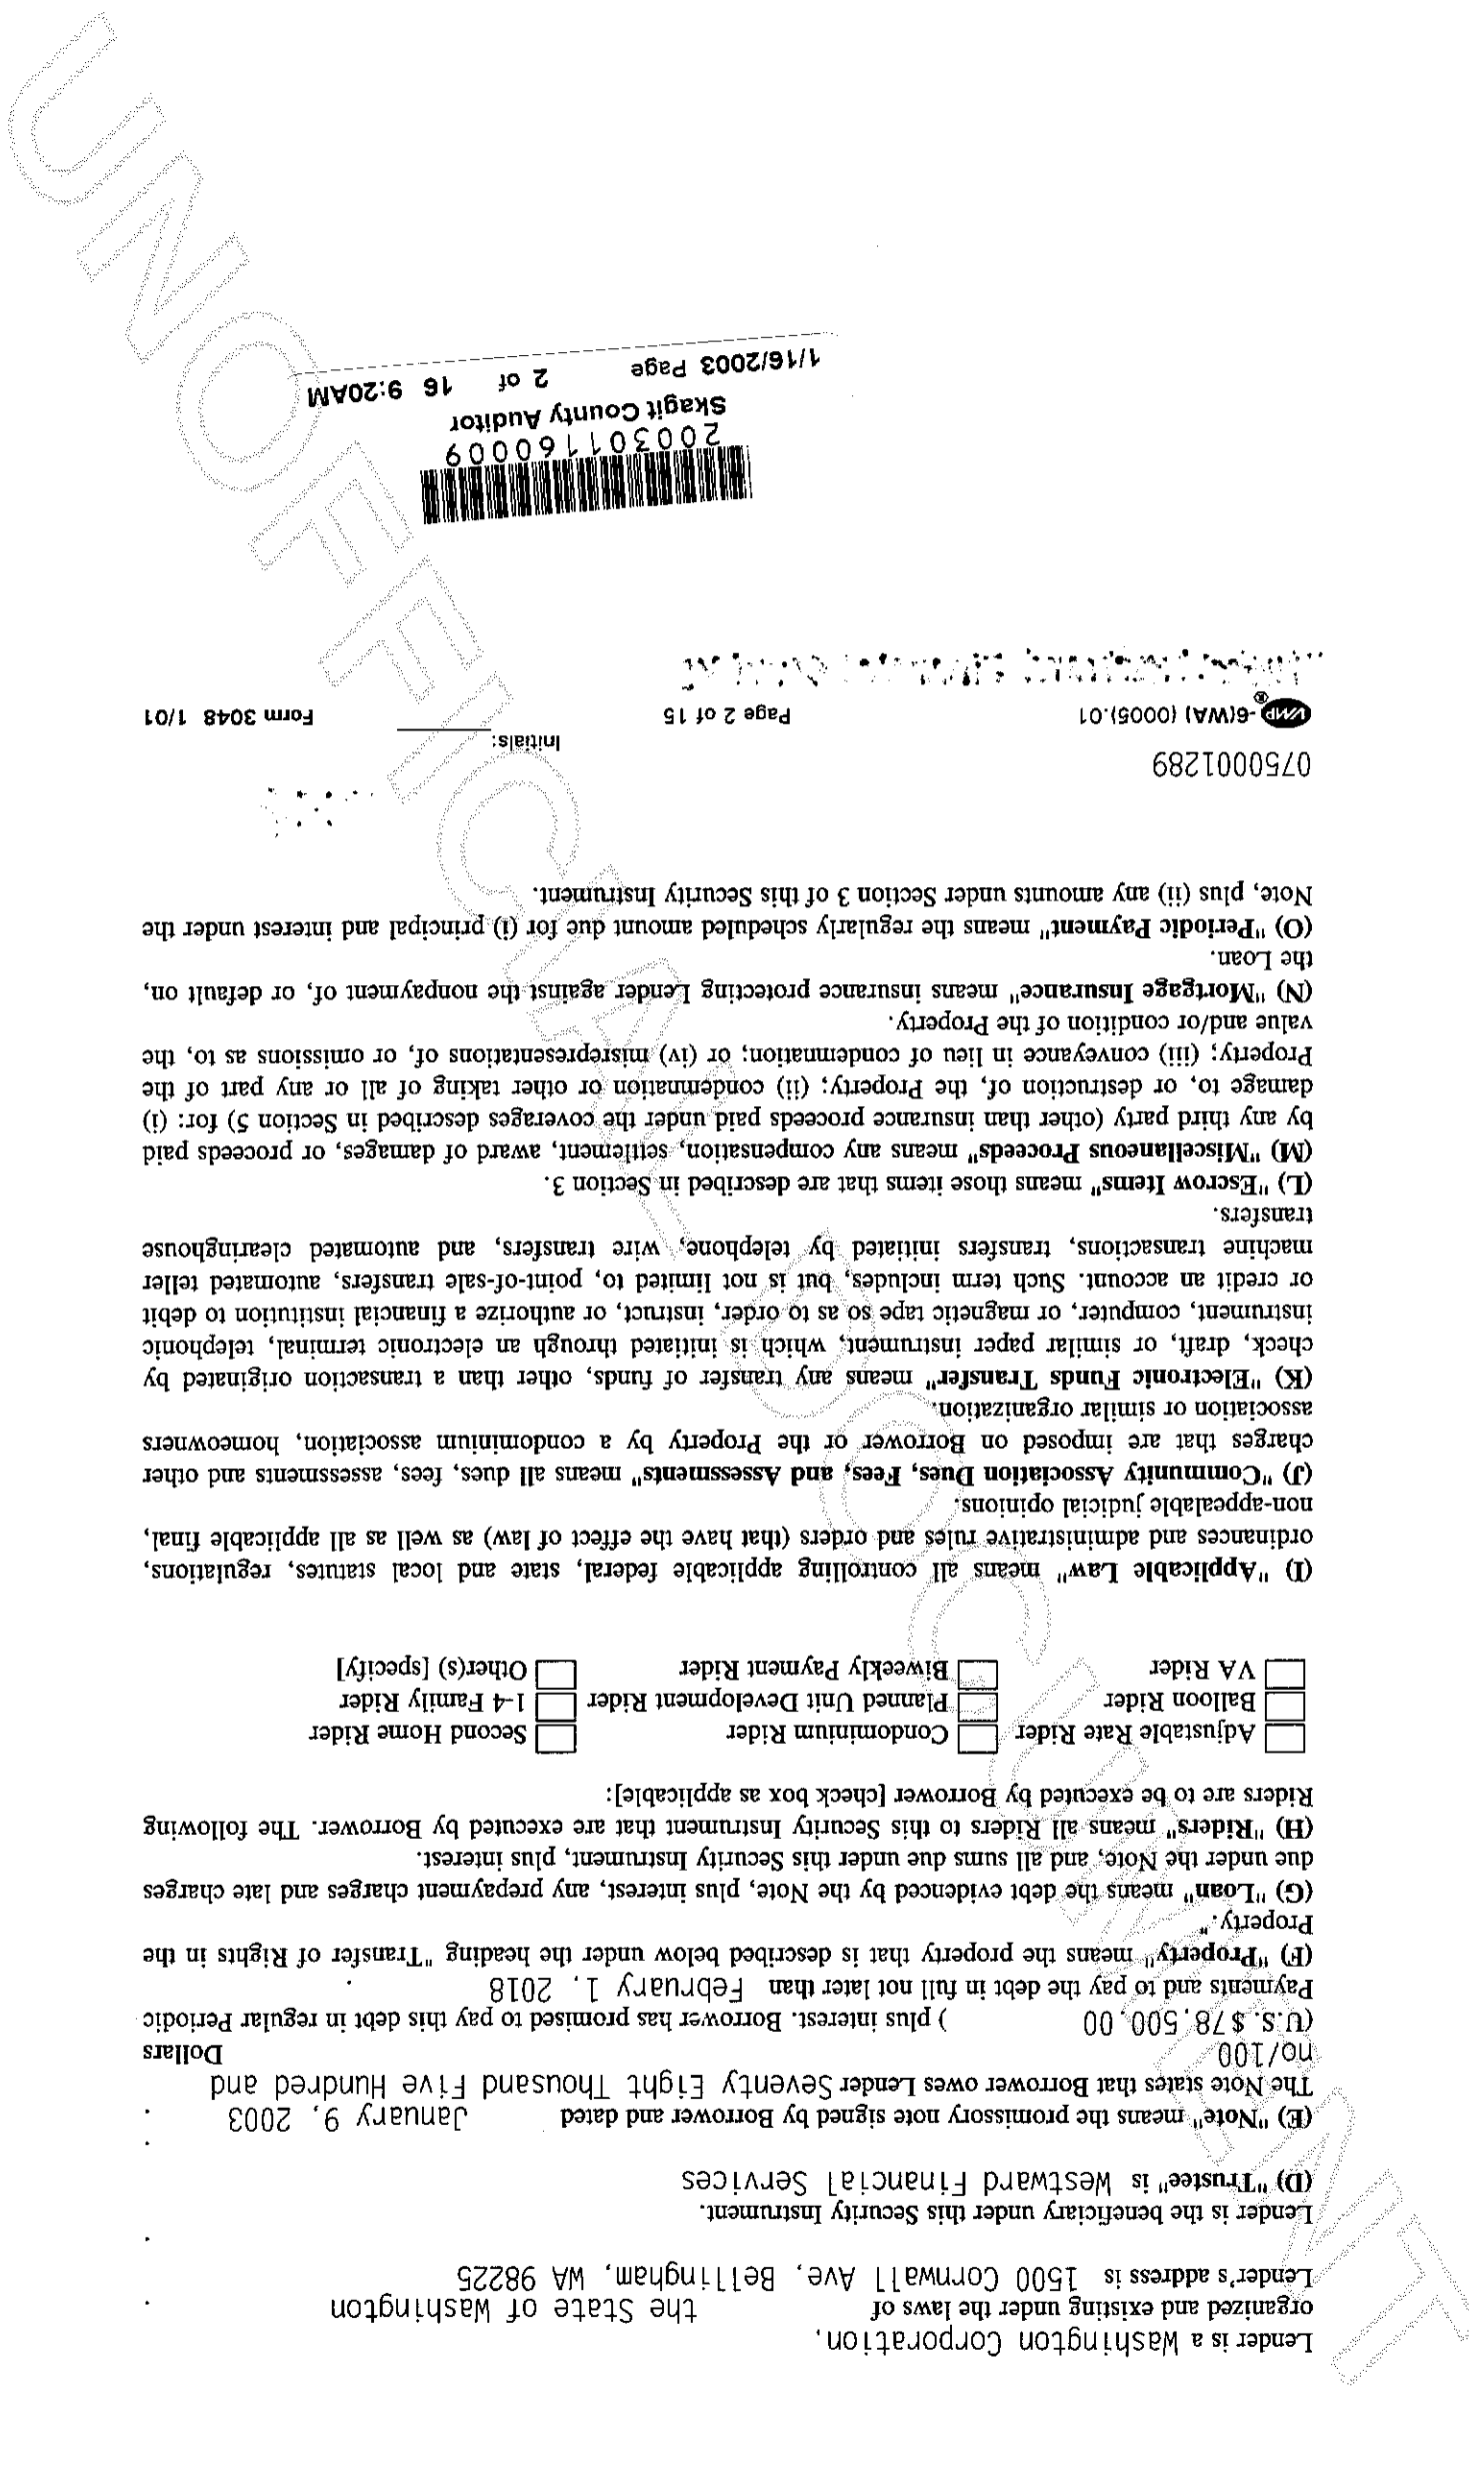 Lender is a Washington Corporation,
organized and existing under the laws of the State of Washington .
Lender's address is 1500 Cornwall Ave, Bellingham, WA 98225
.
Lender is the beneficiary under this Security Instrument.
(D) "Trustee" is Westward Financial Services
.
(E) "Note" means the promissory note signed by Borrower and dated January 9, 2003 .
The Note states that Borrower owes Lender Seventy Eight Thousand Five Hundred and
no/100 Dollars
(U.S. $78,500.00 ) plus interest. Borrower has promised to pay this debt in regular Periodic
Payments and to pay the debt in full not later than February 1, 2018 .
(F) "Property" means the property that is described below under the heading "Transfer of Rights in the
Property."
(G) "Loan" means the debt evidenced by the Note, plus interest, any prepayment charges and late charges
due under the Note, and all sums due under this Security Instrument, plus interest.
(H) "Riders" means all Riders to this Security Instrument that are executed by Borrower. The following
Riders are to be executed by Borrower [check box as applicable]:
Adjustable Rate Rider Condominium Rider Second Home Rider
Balloon Rider Planned Unit Development Rider 1-4 Family Rider
VA Rider Biweekly Payment Rider Other(s) [specify]
(I) "Applicable Law" means all controlling applicable federal, state and local statutes, regulations,
ordinances and administrative rules and orders (that have the effect of law) as well as all applicable final,
non-appealable judicial opinions.
(J) "Community Association Dues, Fees, and Assessments" means all dues, fees, assessments and other
charges that are imposed on Borrower or the Property by a condominium association, homeowners
association or similar organization.
(K) "Electronic Funds Transfer" means any transfer of funds, other than a transaction originated by
check, draft, or similar paper instrument, which is initiated through an electronic terminal, telephonic
instrument, computer, or magnetic tape so as to order, instruct, or authorize a financial institution to debit
or credit an account. Such term includes, but is not limited to, point-of-sale transfers, automated teller
machine transactions, transfers initiated by telephone, wire transfers, and automated clearinghouse
transfers.
(L) "Escrow Items" means those items that are described in Section 3.
(M) "Miscellaneous Proceeds" means any compensation, settlement, award of damages, or proceeds paid
by any third party (other than insurance proceeds paid under the coverages described in Section 5) for: (i)
damage to, or destruction of, the Property; (ii) condemnation or other taking of all or any part of the
Property; (iii) conveyance in lieu of condemnation; or (iv) misrepresentations of, or omissions as to, the
value and/or condition of the Property.
(N) "Mortgage Insurance" means insurance protecting Lender against the nonpayment of, or default on,
the Loan.
(O) "Periodic Payment" means the regularly scheduled amount due for (i) principal and interest under the
Note, plus (ii) any amounts under Section 3 of this Security Instrument.
0750001289
Initials:
VMP®-6(WA) (0005).01 Page 2 of 15 Form 3048 1/01
200301160009
Skagit County Auditor
1/16/2003 Page 2 of 16 9:20AM
UNOFFICIAL DOCUMENT